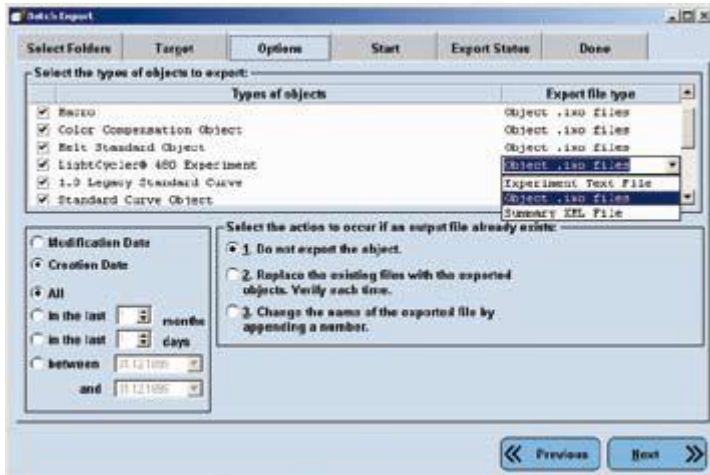 Batch Export
Select Folders Target Options Start Export Status Done
Select the types of objects to export:
Types of objects Export file type
Macro Object .ixo files
Color Compensation Object Object .ixo files
Melt Standard Object Object .ixo files
LightCycler® 480 Experiment Object .ixo files
1.0 Legacy Standard Curve Experiment Text File
Standard Curve Object Object .ixo files
Summary XML File
Select the action to occur if an output file already exists:
Modification Date
Creation Date
1. Do not export the object.
2. Replace the existing files with the exported
objects. Verify each time.
3. Change the name of the exported file by
appending a number.
All
in the last 1 months
in the last 1 days
between
and
Previous Next